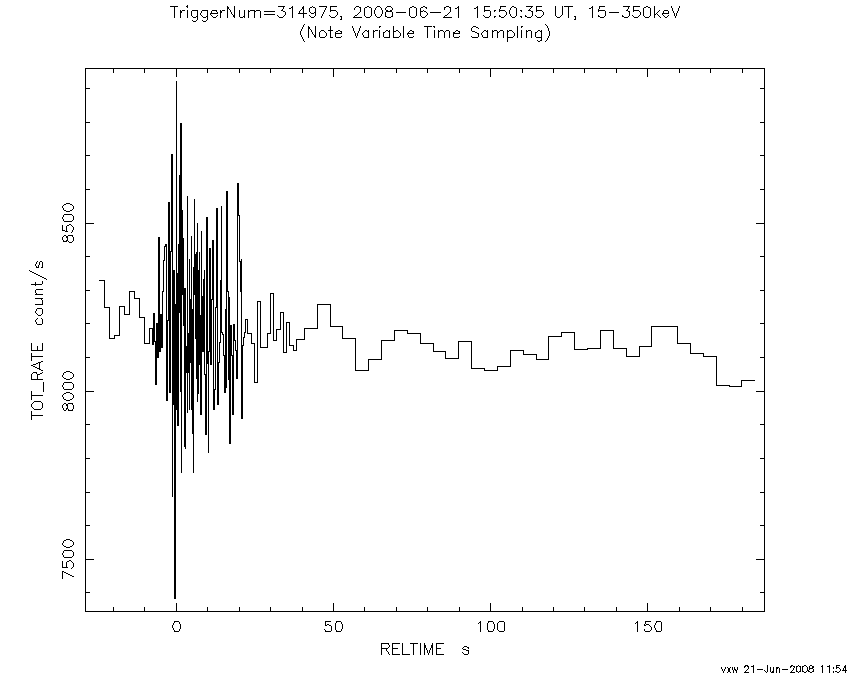 TriggerNum=314975, 2008-06-21 15:50:35 UT, 15-350keV
(Note Variable Time Sampling)
8500
8000
7500
TOT_RATE count/s
0 50 100 150
RELTIME s
vxw 21-Jun-2008 11:54